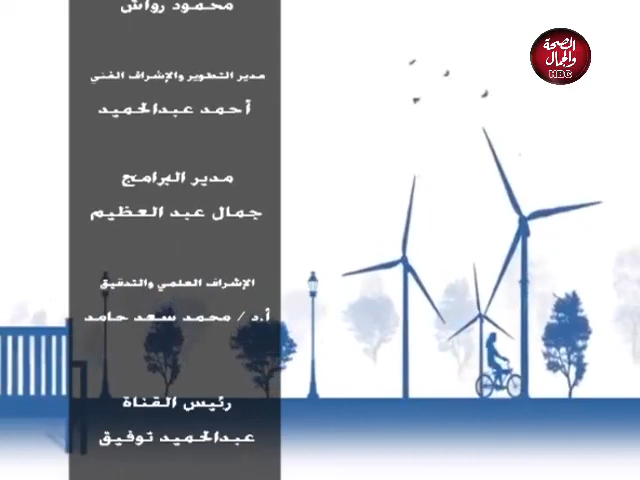 محمود رواش
الصحة
والجمال
HBC
مدير التطوير والإشراف الفني
أحمد عبدالحميد
مدير البرامج
جمال عبد العظيم
الإشراف العلمي والتدقيق
أ.د / محمد سعد حامد
رئيس القناة
عبدالحميد توفيق